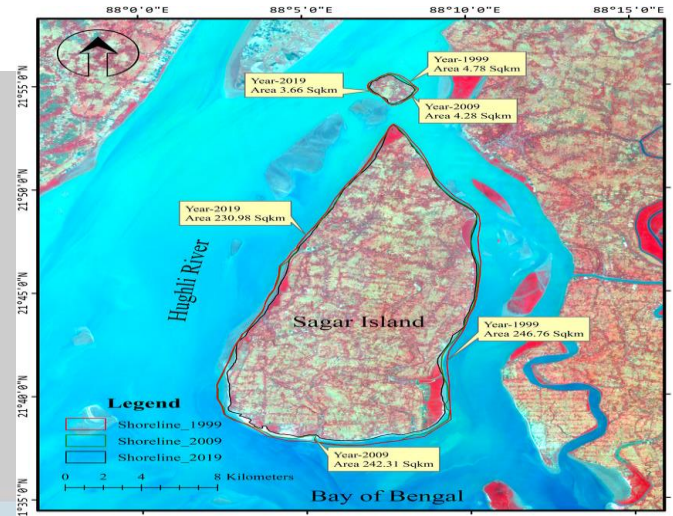 88°0'0"E 88°5'0"E 88°10'0"E 88°15'0"E
21°55'0"N
21°50'0"N
21°45'0"N
21°40'0"N
21°35'0"N
Year-2019
Area 3.66 Sqkm
Year-1999
Area 4.78 Sqkm
Year-2009
Area 4.28 Sqkm
Year-2019
Area 230.98 Sqkm
Hughli River
Sagar Island
Year-1999
Area 246.76 Sqkm
Year-2009
Area 242.31 Sqkm
Legend
Shoreline_1999
Shoreline_2009
Shoreline_2019
0 2 4 8 Kilometers
Bay of Bengal